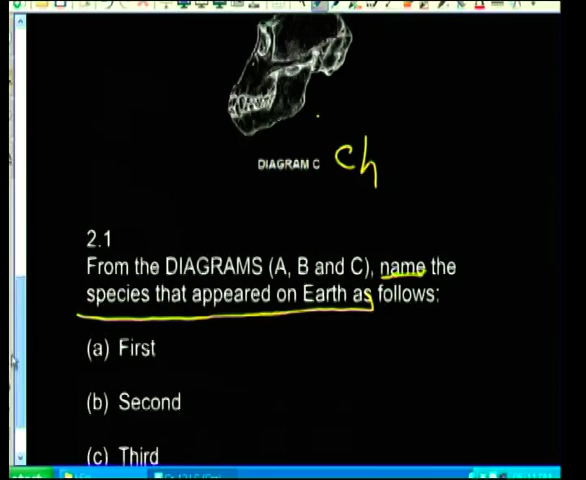 DIAGRAM C
Ch
2.1
From the DIAGRAMS (A, B and C), name the
species that appeared on Earth as follows:
(a) First
(b) Second
(c) Third